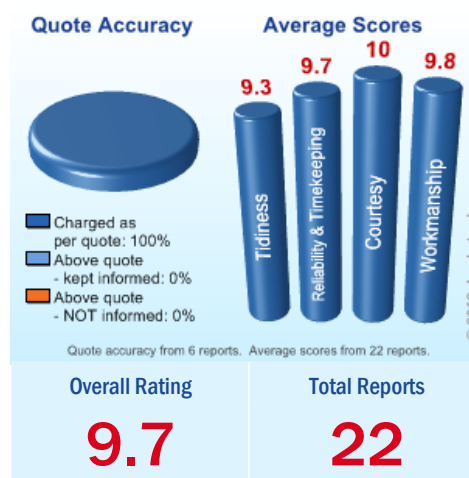 Quote Accuracy
Average Scores
9.3
9.7
10
9.8
Tidiness
Reliability & Timekeeping
Courtesy
Workmanship
Charged as
per quote: 100%
Above quote
- kept informed: 0%
Above quote
- NOT informed: 0%
Quote accuracy from 6 reports. Average scores from 22 reports.
Overall Rating
Total Reports
9.7
22